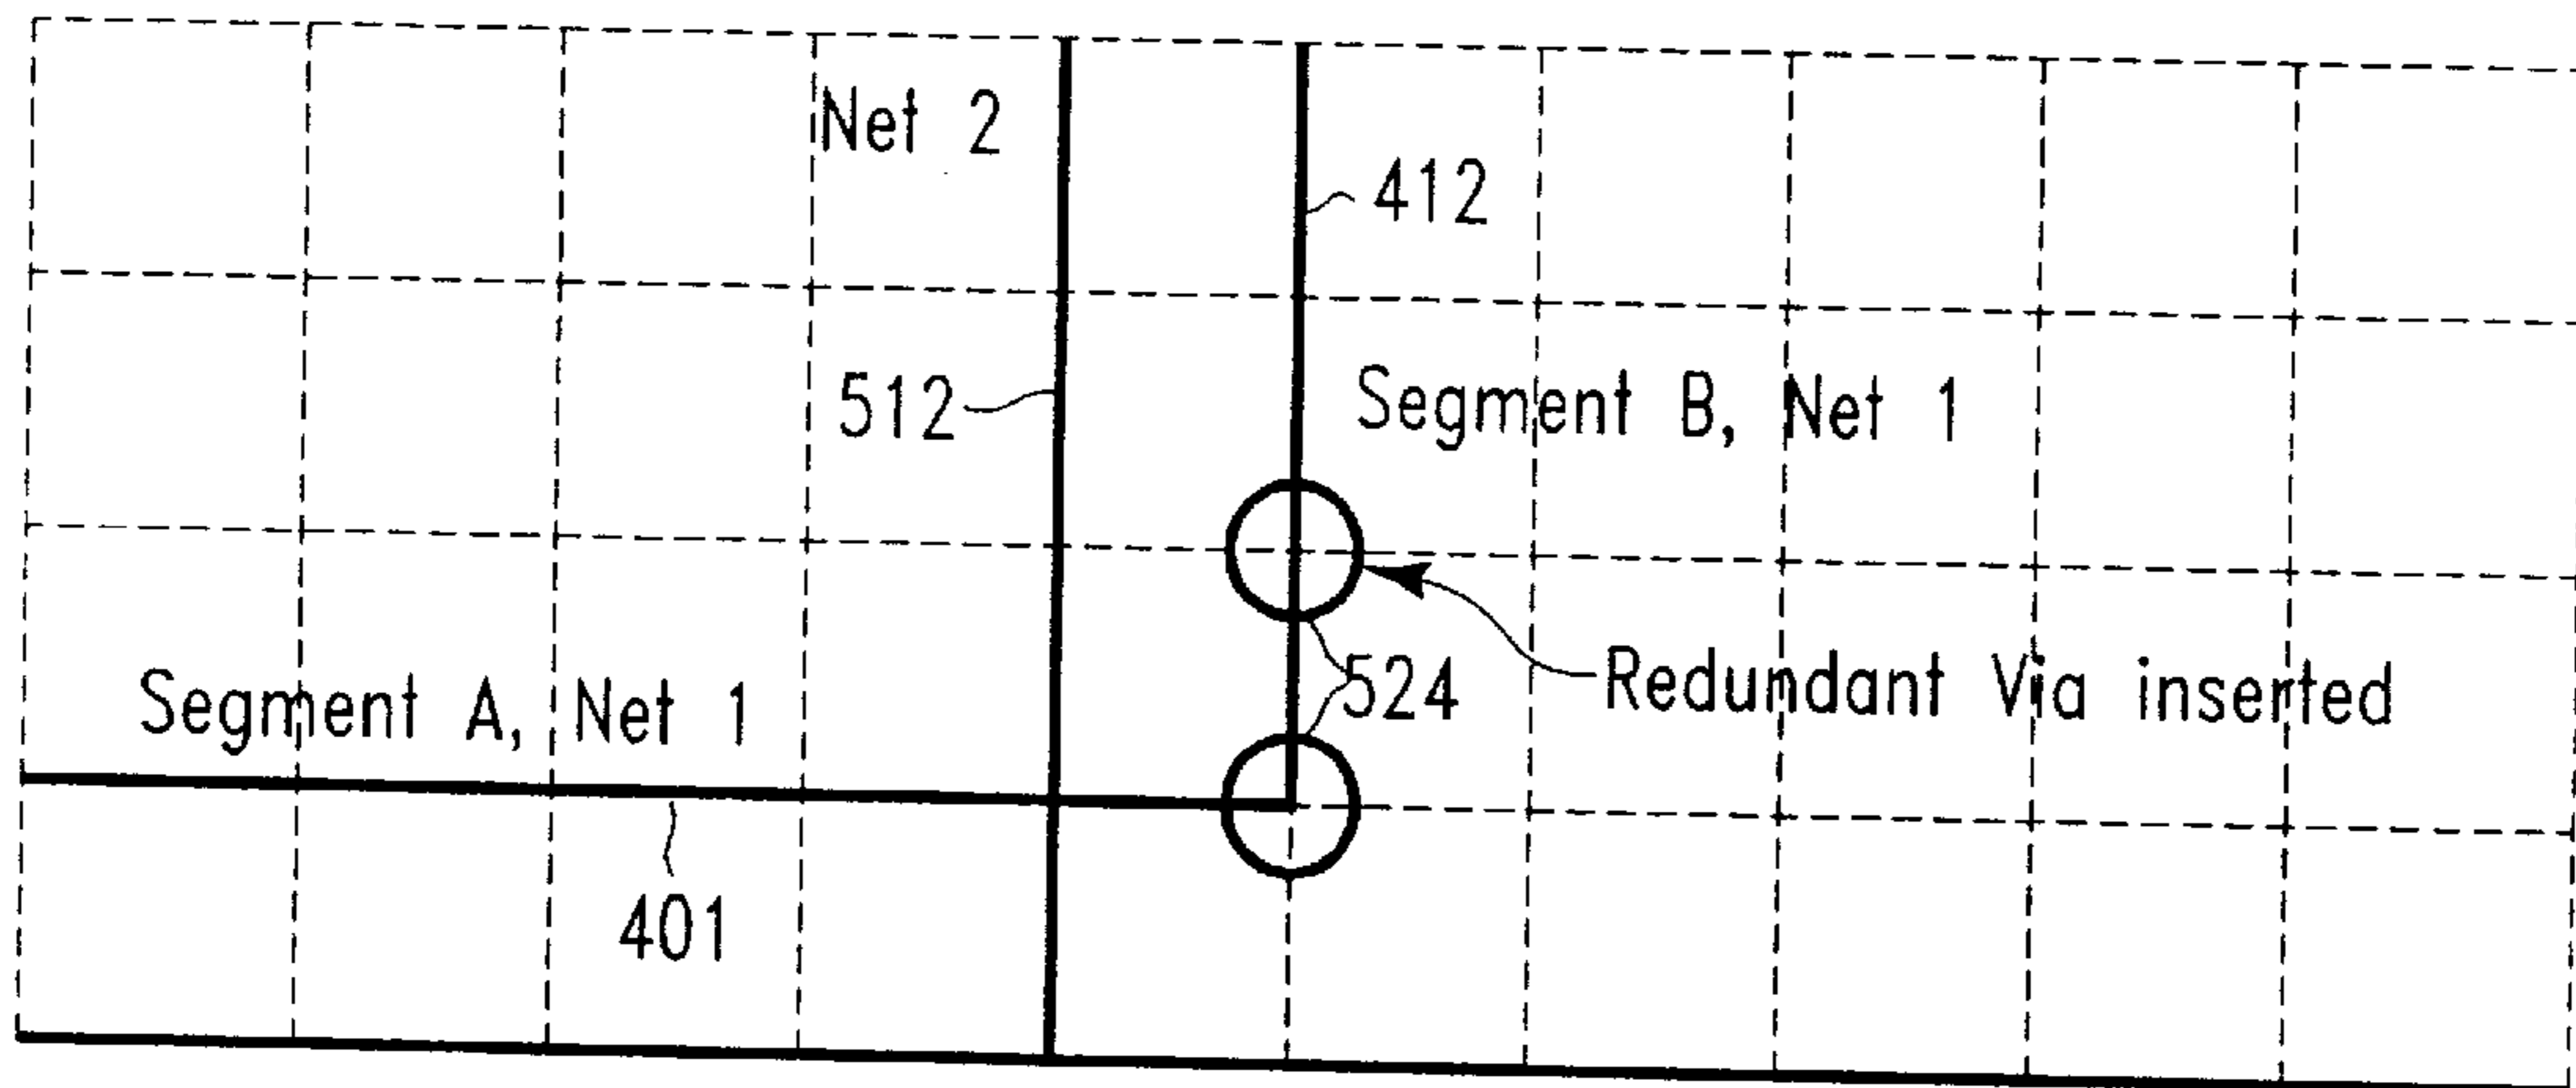 Net 2
412
512
Segment B, Net 1
Segment A, Net 1
524
Redundant Via inserted
401